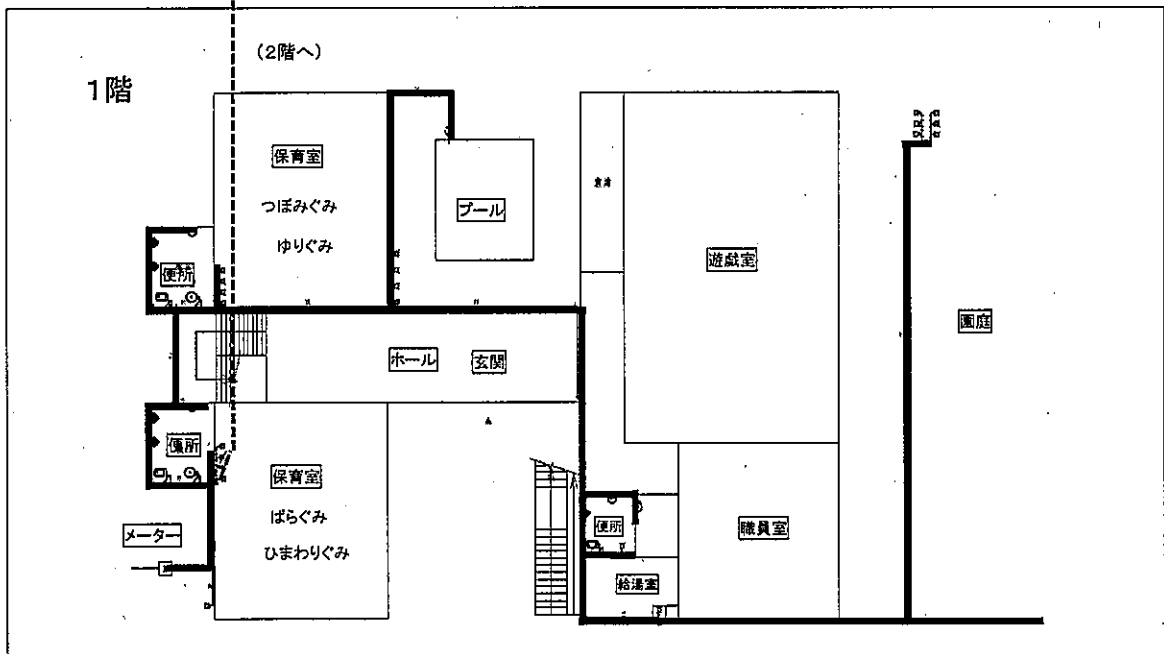 (2階へ)
1階
保育室
つぼみぐみ
ゆりぐみ
プール
倉庫
遊戯室
便所
園庭
ホール
玄関
便所
保育室
ばらぐみ
ひまわりぐみ
メーター
便所
職員室
給湯室